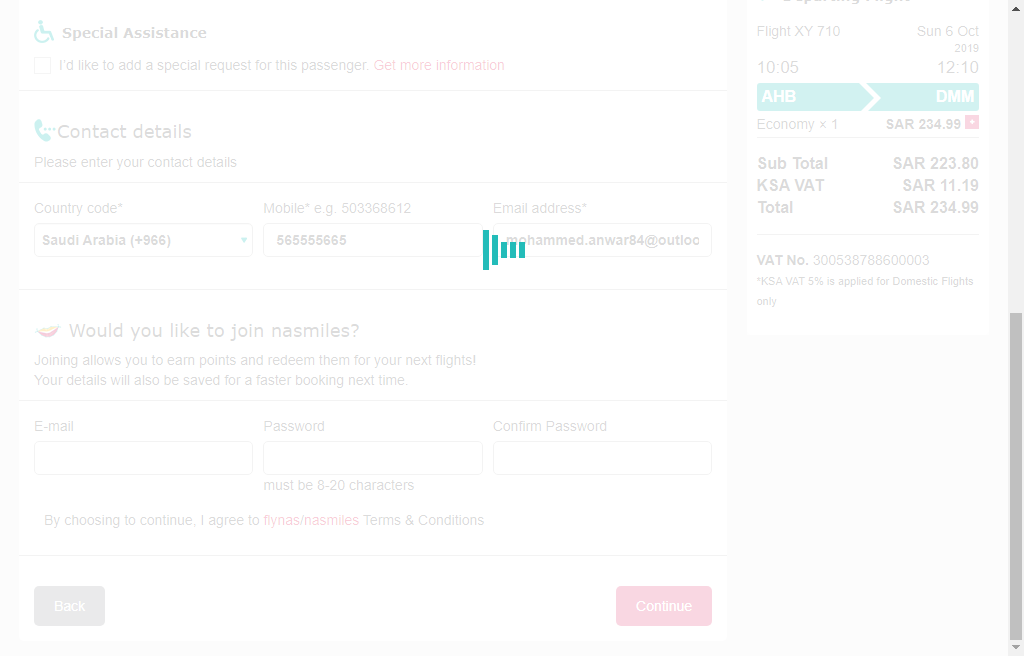 Special Assistance
I'd like to add a special request for this passenger. Get more information
Contact details
Please enter your contact details
Country code*
Mobile* e.g. 503368612
Email address*
Saudi Arabia (+966)
565555665
mohammed.anwar84@outloo
Would you like to join nasmiles?
Joining allows you to earn points and redeem them for your next flights!
Your details will also be saved for a faster booking next time.
E-mail
Password
Confirm Password
must be 8-20 characters
By choosing to continue, I agree to flynas/nasmiles Terms & Conditions
Back
Continue
Departing Flight
Flight XY 710
Sun 6 Oct
2019
10:05
12:10
AHB
DMM
Economy × 1
SAR 234.99 +
Sub Total
SAR 223.80
KSA VAT
SAR 11.19
Total
SAR 234.99
VAT No. 300538788600003
*KSA VAT 5% is applied for Domestic Flights
only